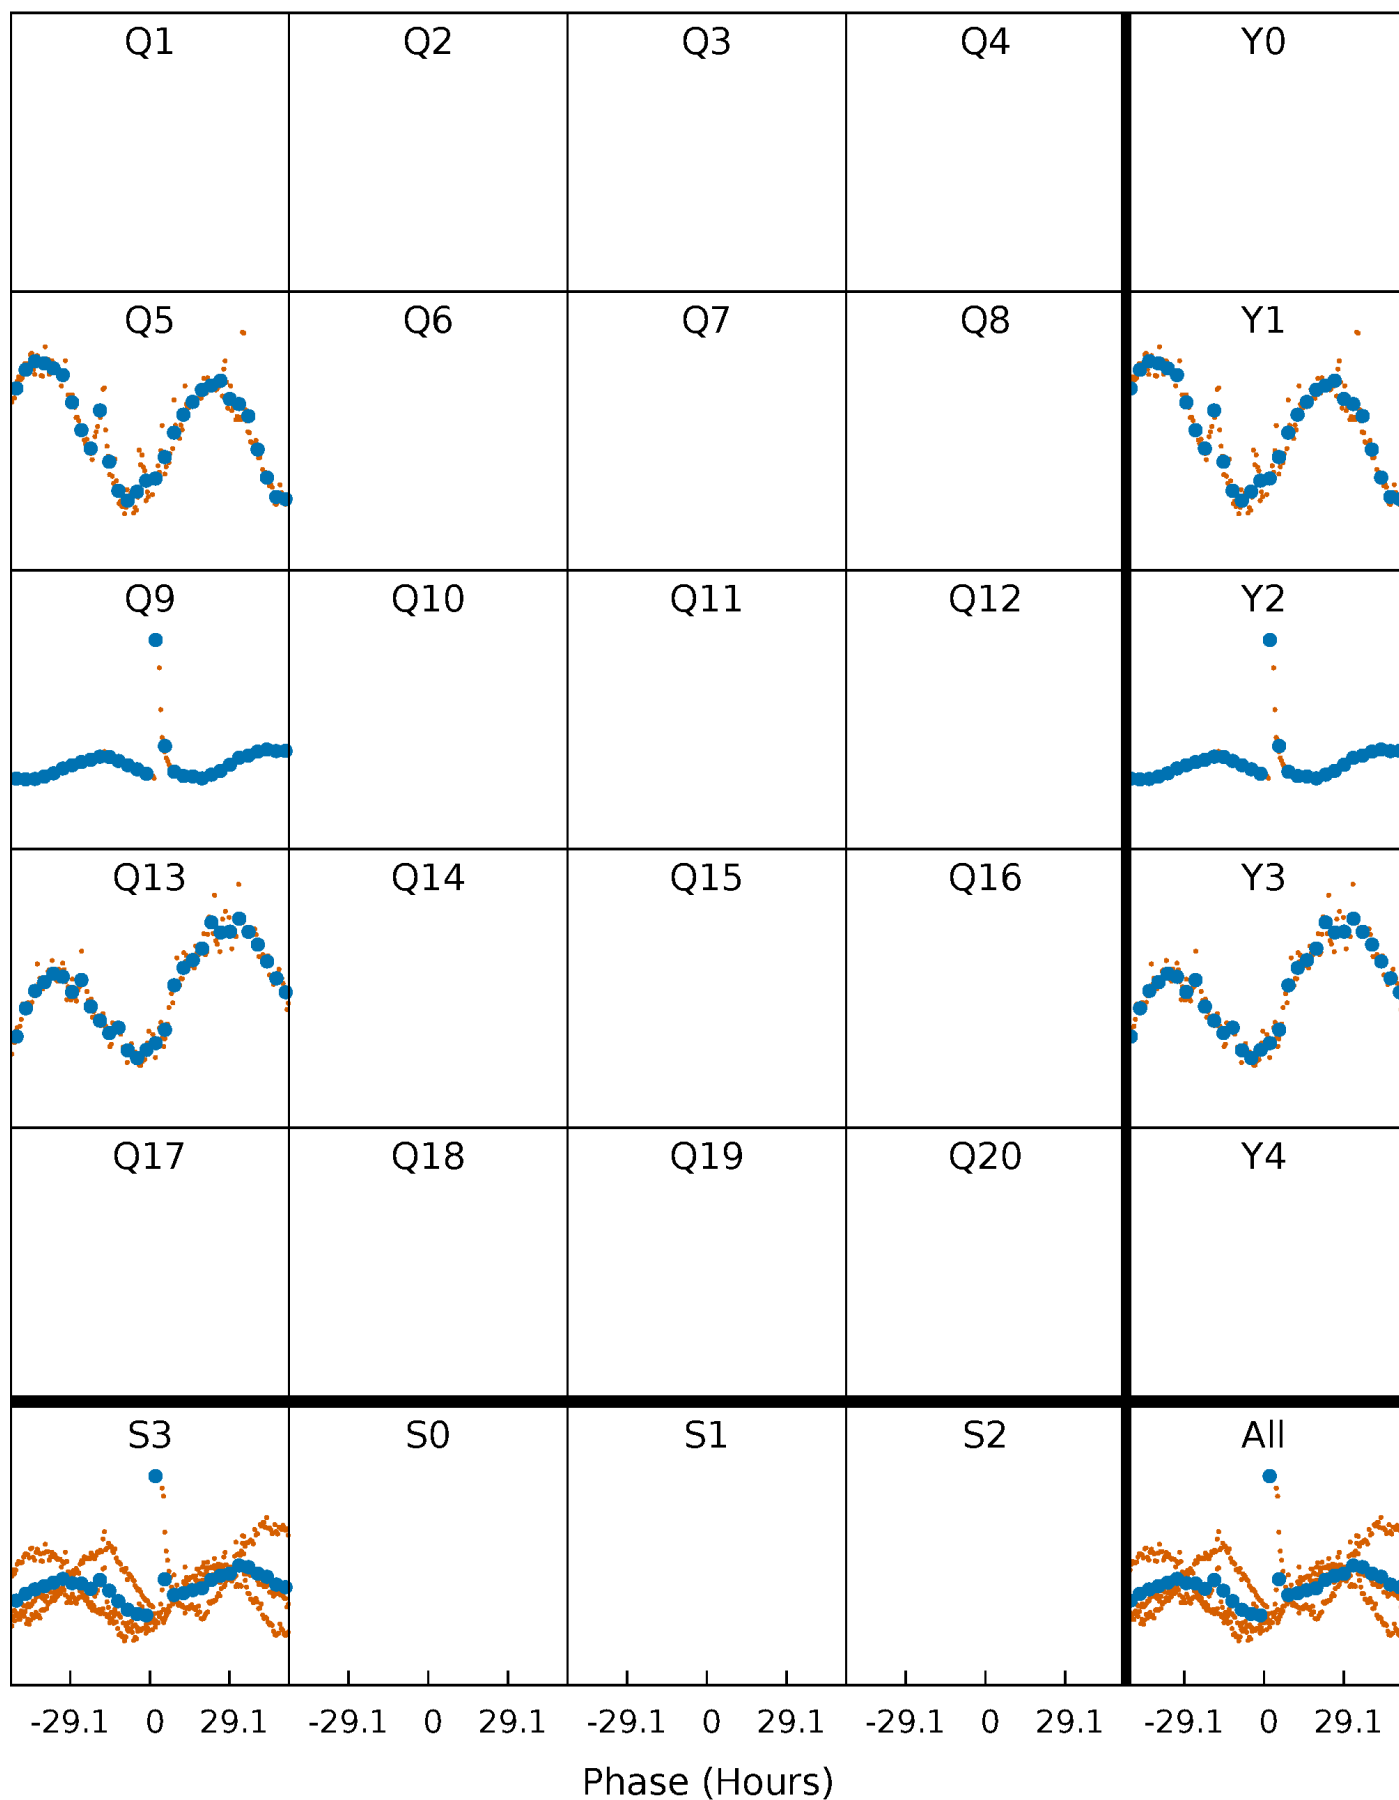 Q1 Q2 Q3 Q4 Y0
Q5 Q6 Q7 Q8 Y1
Q9 Q10 Q11 Q12 Y2
Q13 Q14 Q15 Q16 Y3
Q17 Q18 Q19 Q20 Y4
S3 S0 S1 S2 All
-29.1 0 29.1 -29.1 0 29.1 -29.1 0 29.1 -29.1 0 29.1 -29.1 0 29.1
Phase (Hours)